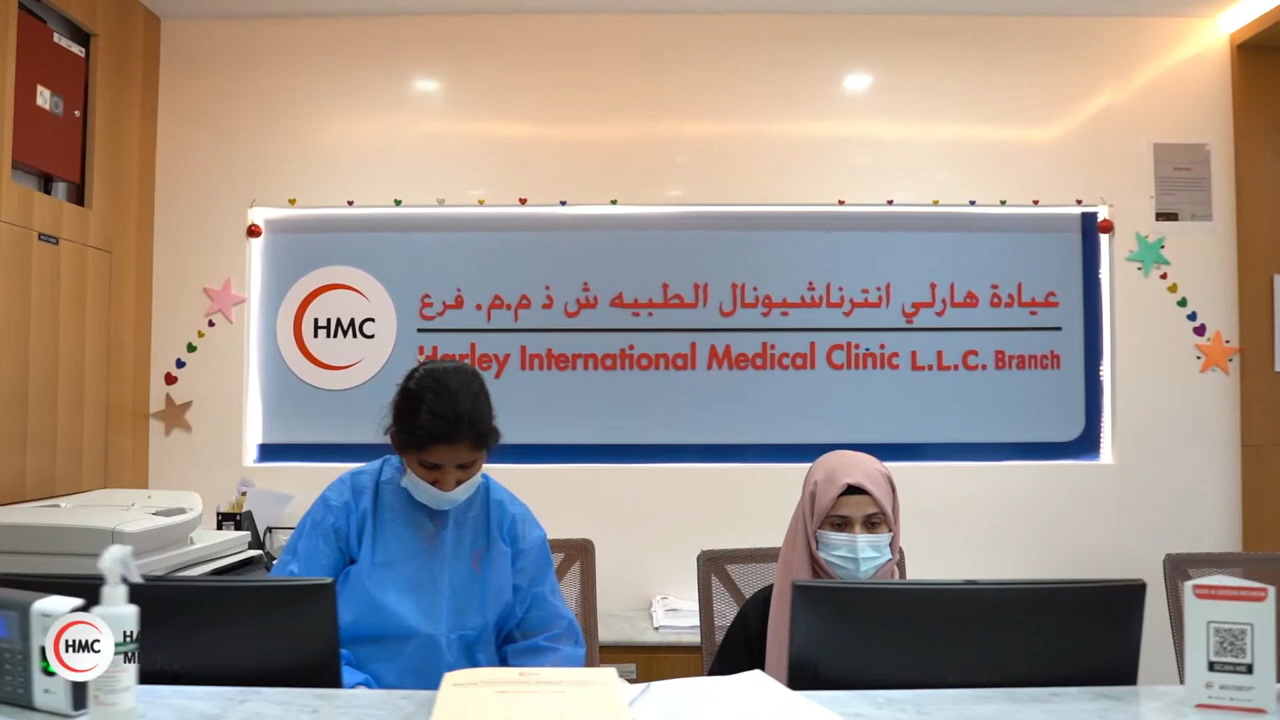 عيادة هارلي انترناشيونال الطبيه ش ذ م.م. فرع
HMC
Harley International Medical Clinic L.L.C. Branch
HMC
SCAN ME